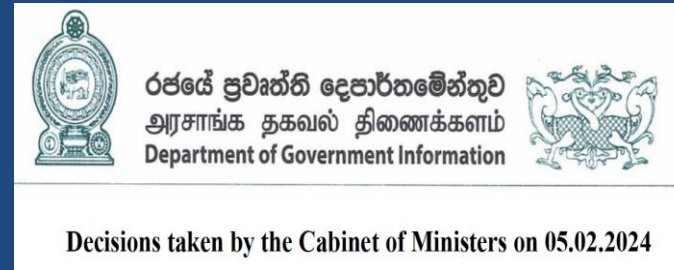 රජයේ ප්‍රවෘත්ති දෙපාර්තමේන්තුව
அரசாங்க தகவல் திணைக்களம்
Department of Government Information
Decisions taken by the Cabinet of Ministers on 05.02.2024